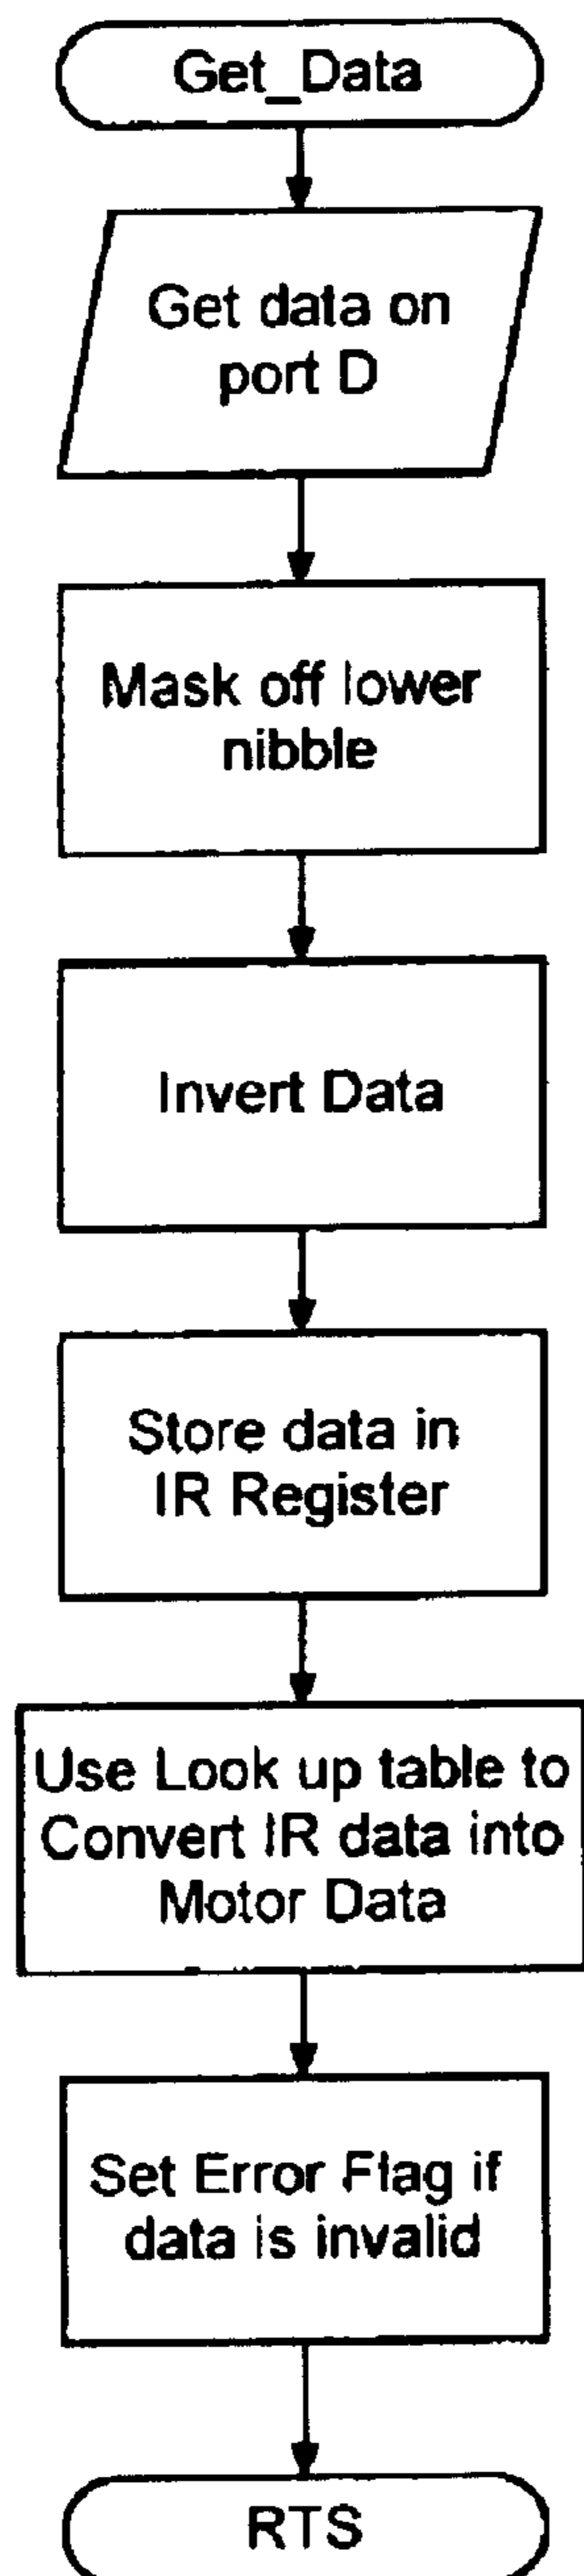 Get_Data
Get data on
port D
Mask off lower
nibble
Invert Data
Store data in
IR Register
Use Look up table to
Convert IR data into
Motor Data
Set Error Flag if
data is invalid
RTS